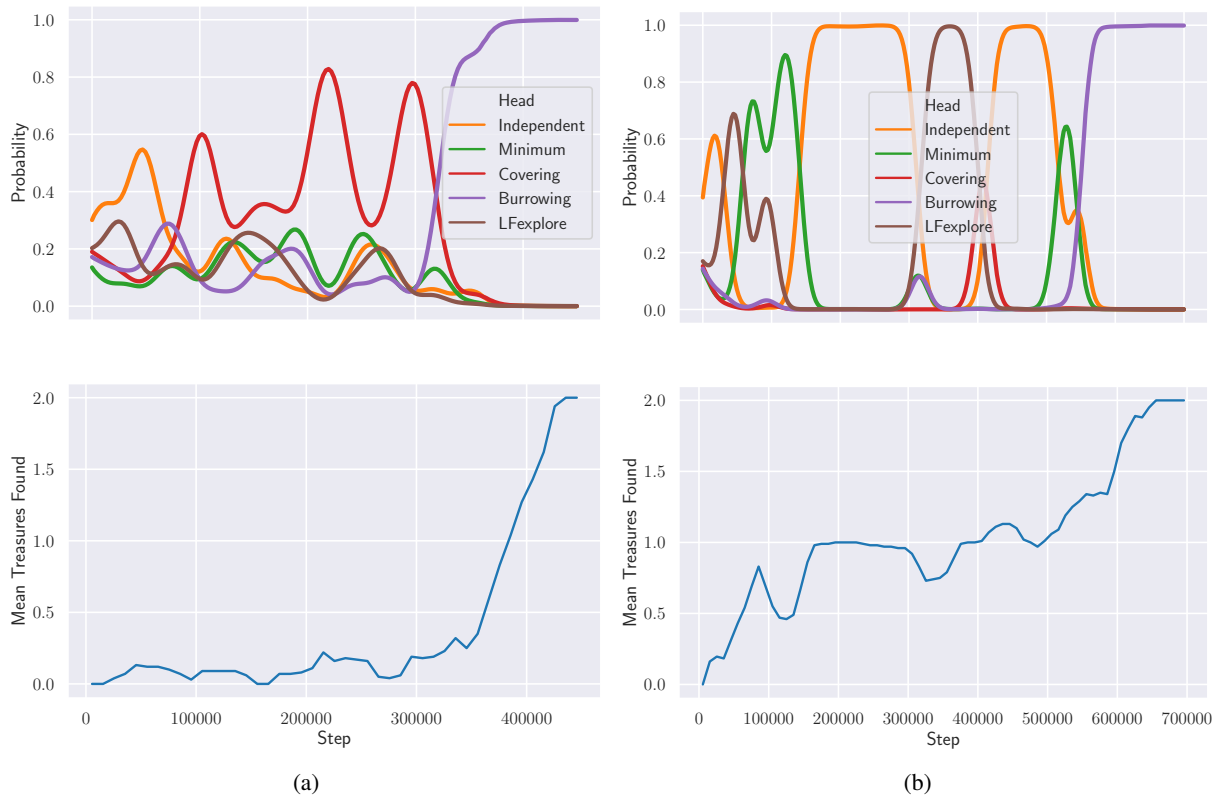 1.0
0.8
0.6
0.4
0.2
0.0
Probability
Head
Independent
Minimum
Covering
Burrowing
LFexplore
1.0
0.8
0.6
0.4
0.2
0.0
Probability
Head
Independent
Minimum
Covering
Burrowing
LFexplore
2.0
1.5
1.0
0.5
0.0
Mean Treasures Found
0 100000 200000 300000 400000
Step
2.0
1.5
1.0
0.5
0.0
Mean Treasures Found
0 100000 200000 300000 400000 500000 600000 700000
Step
(a)
(b)